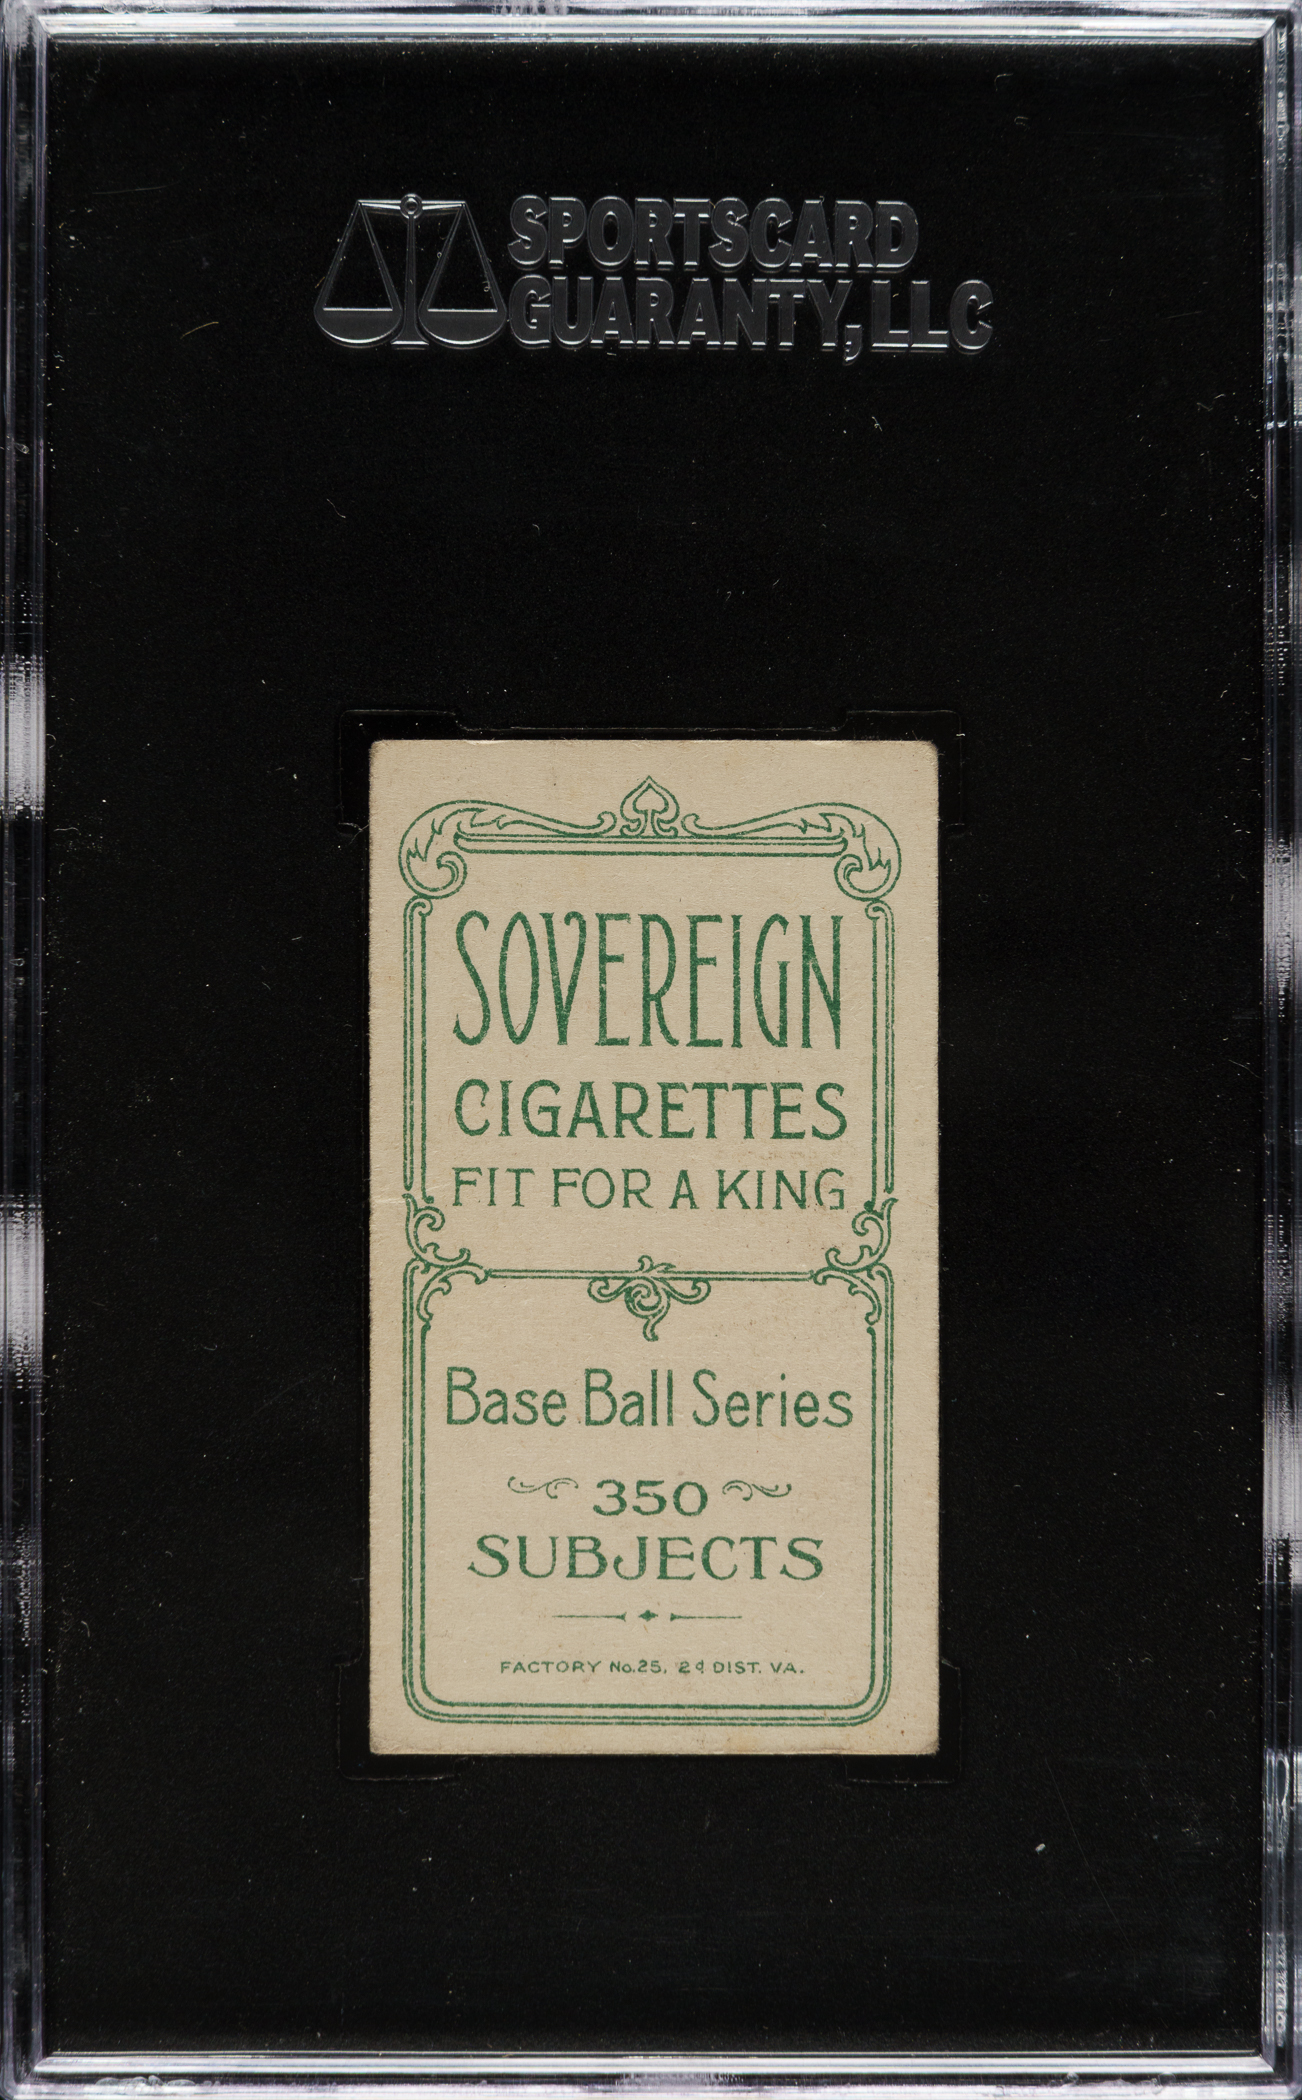 SPORTSCARD
GUARANTY, LLC
SOVEREIGN
CIGARETTES
FIT FOR A KING
Base Ball Series
350
SUBJECTS
FACTORY No. 25, 2d DIST. VA.